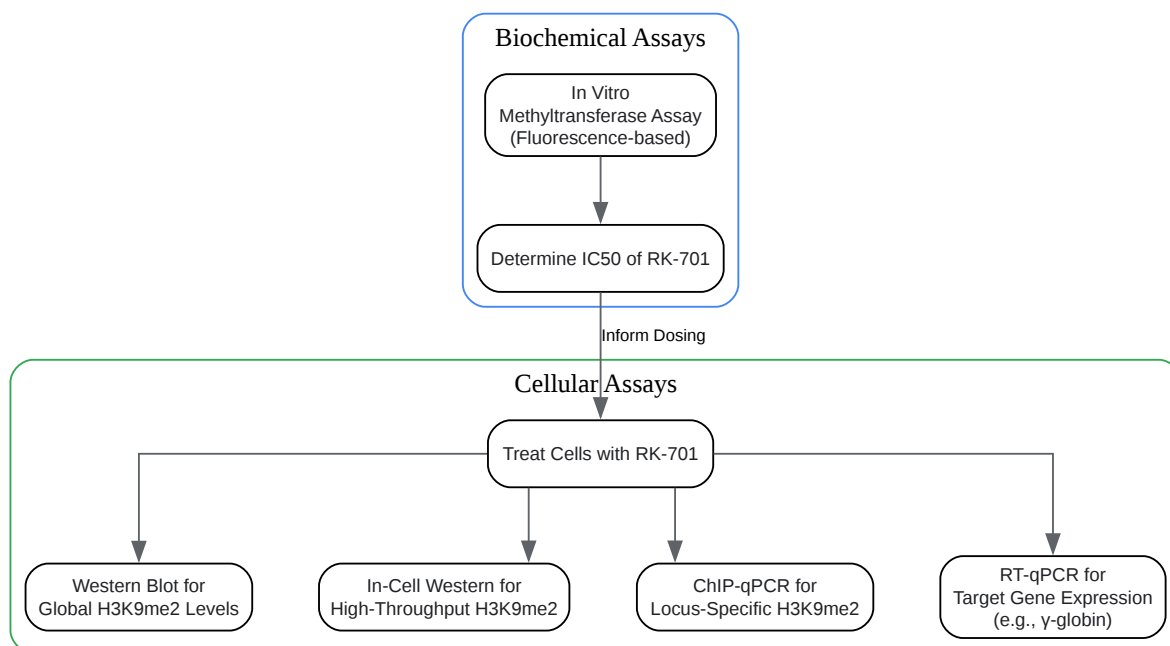 Biochemical Assays
In Vitro
Methyltransferase Assay
(Fluorescence-based)
Determine IC50 of RK-701
Inform Dosing
Cellular Assays
Treat Cells with RK-701
Western Blot for
Global H3K9me2 Levels
In-Cell Western for
High-Throughput H3K9me2
ChIP-qPCR for
Locus-Specific H3K9me2
RT-qPCR for
Target Gene Expression
(e.g., γ-globin)